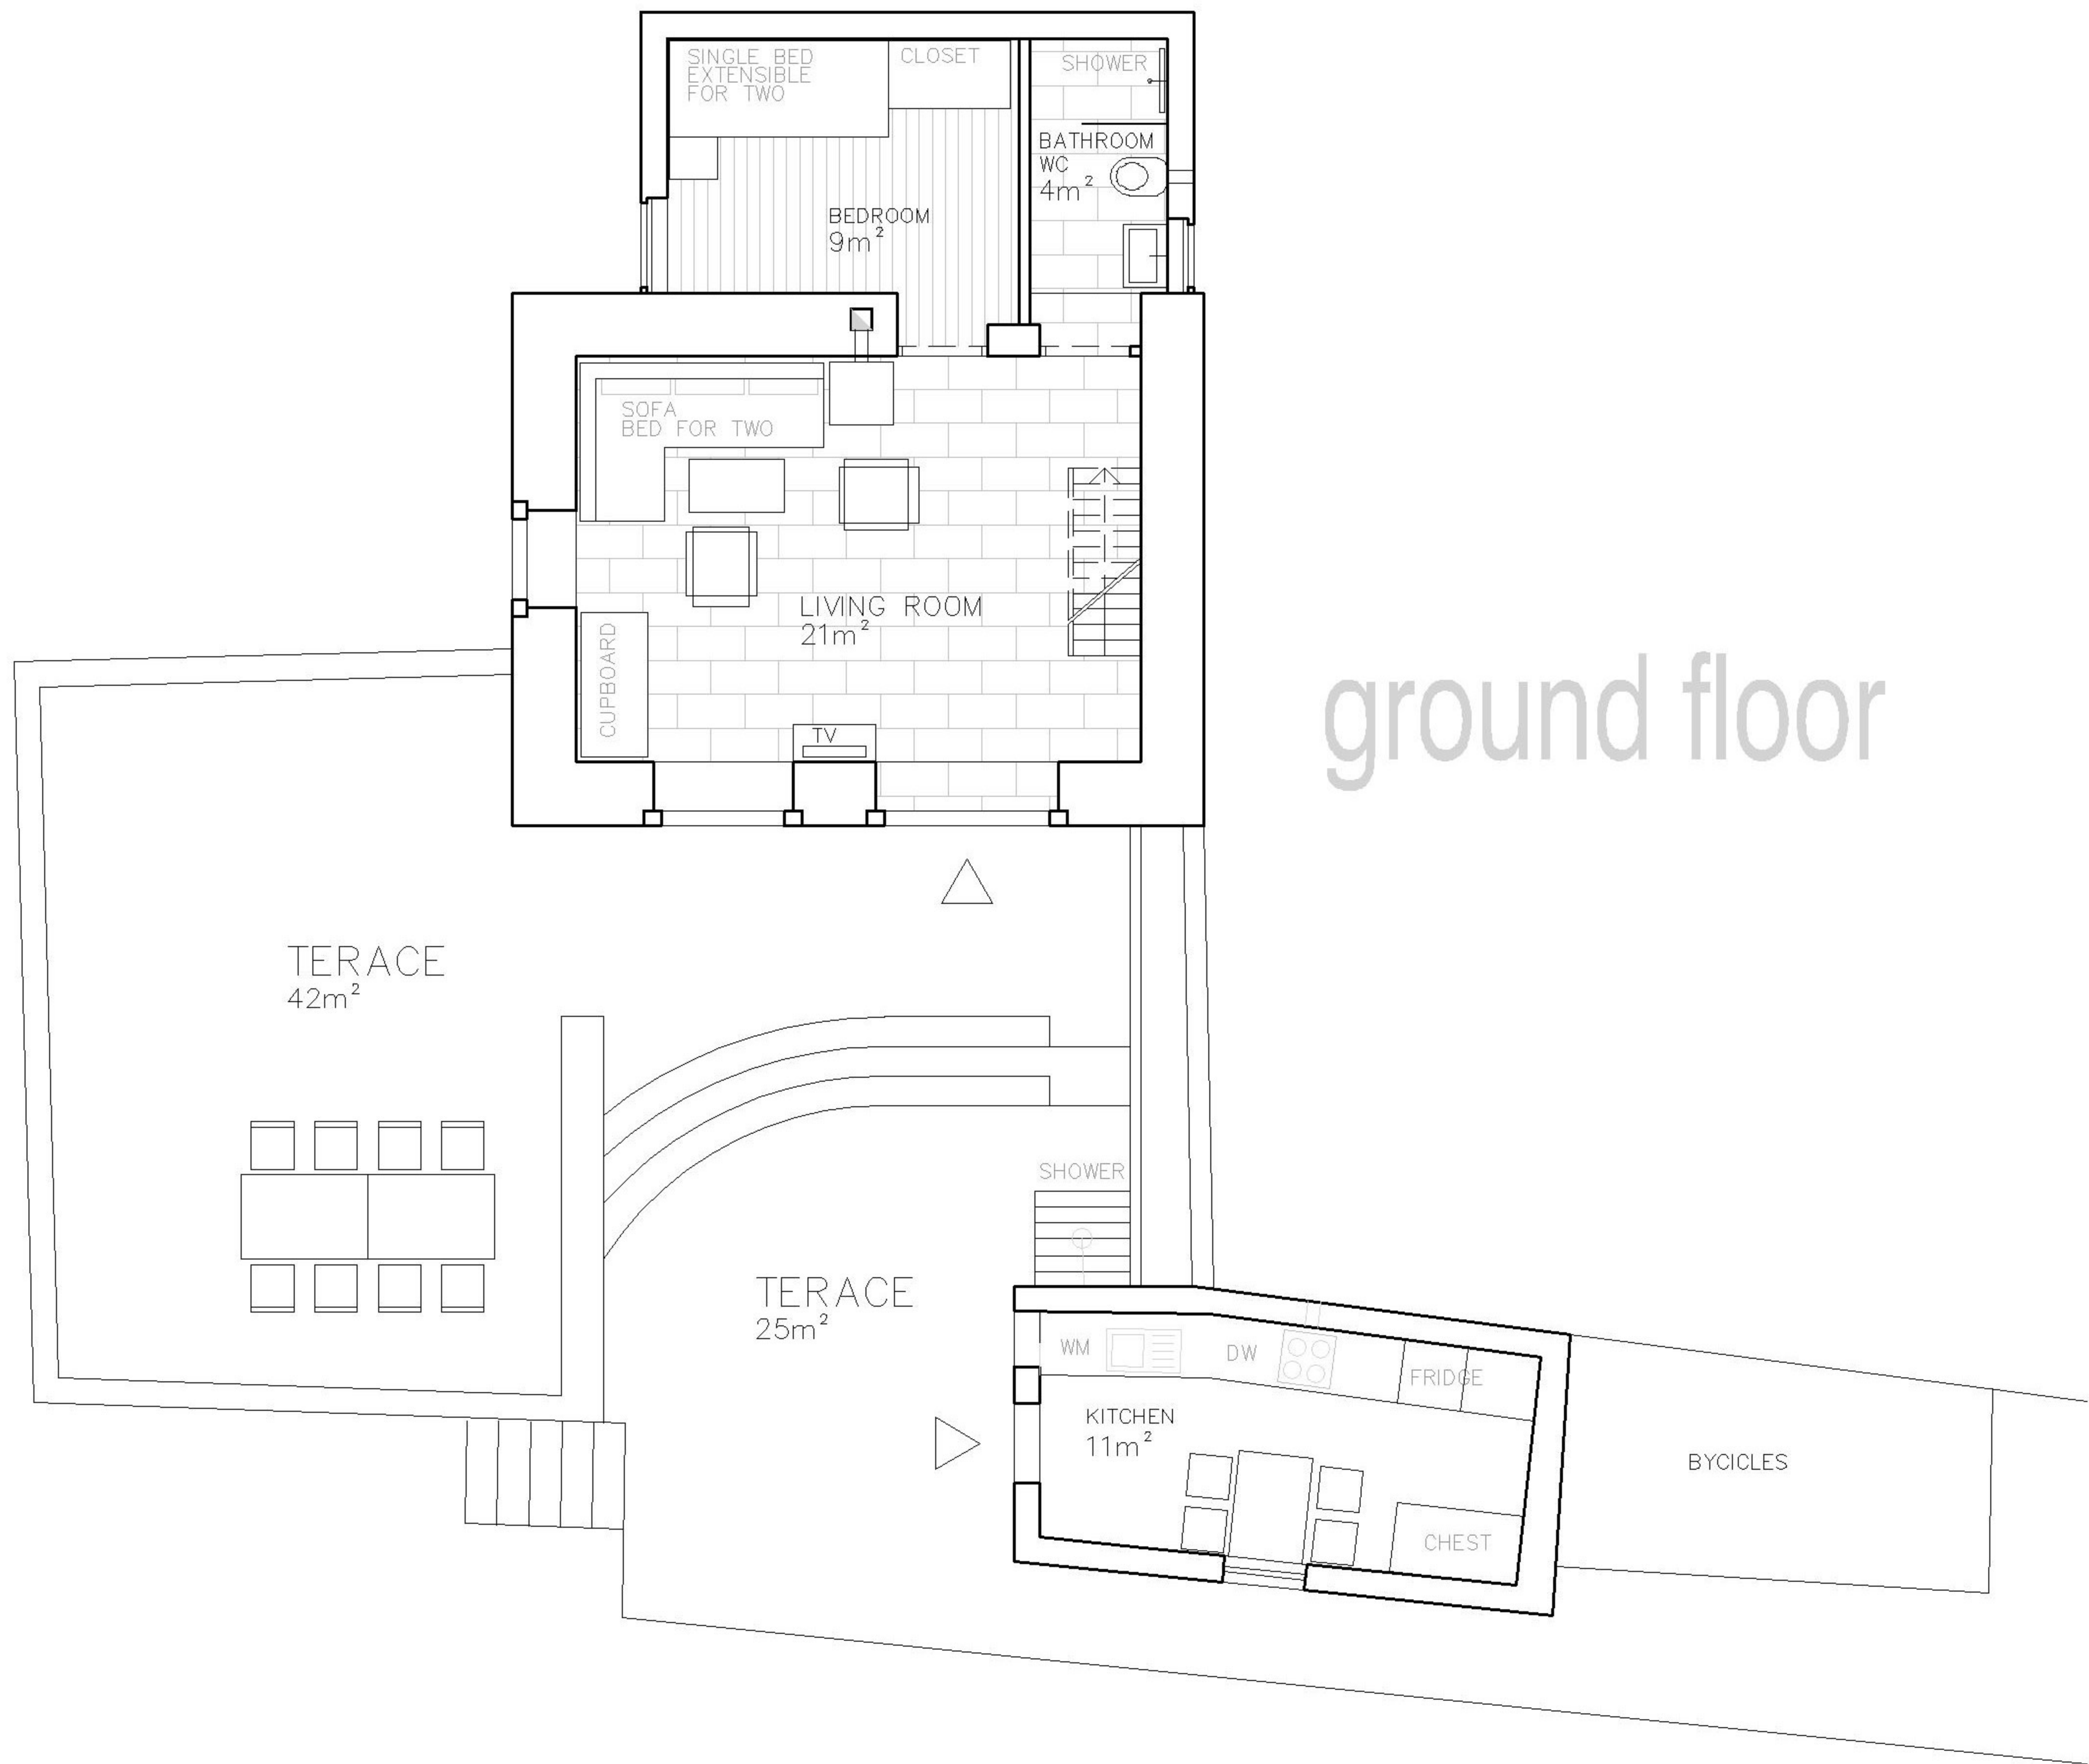 SINGLE BED
EXTENSIBLE
FOR TWO
CLOSET
SHOWER
BATHROOM
WC
4m²
BEDROOM
9m²
SOFA
BED FOR TWO
LIVING ROOM
21m²
CUPBOARD
TV
ground floor
TERACE
42m²
SHOWER
TERACE
25m²
WM
DW
FRIDGE
KITCHEN
11m²
CHEST
BYCICLES